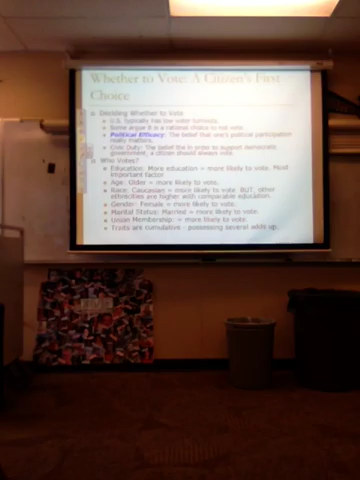 Whether to Vote: A Citizen's First
Choice
Deciding Whether to Vote
U.S. typically has low voter turnouts.
Some argue it is a rational choice to not vote.
Political Efficacy: The belief that one's political participation
really matters.
Civic Duty: The belief the in order to support democratic
government, a citizen should always vote.
Who Votes?
Education: More education = more likely to vote. Most
important factor
Age: Older = more likely to vote.
Race: Caucasian = more likely to vote. BUT, other
ethnicities are higher with comparable education.
Gender: Female = more likely to vote.
Marital Status: Married = more likely to vote.
Union Membership: = more likely to vote.
Traits are cumulative - possessing several adds up.